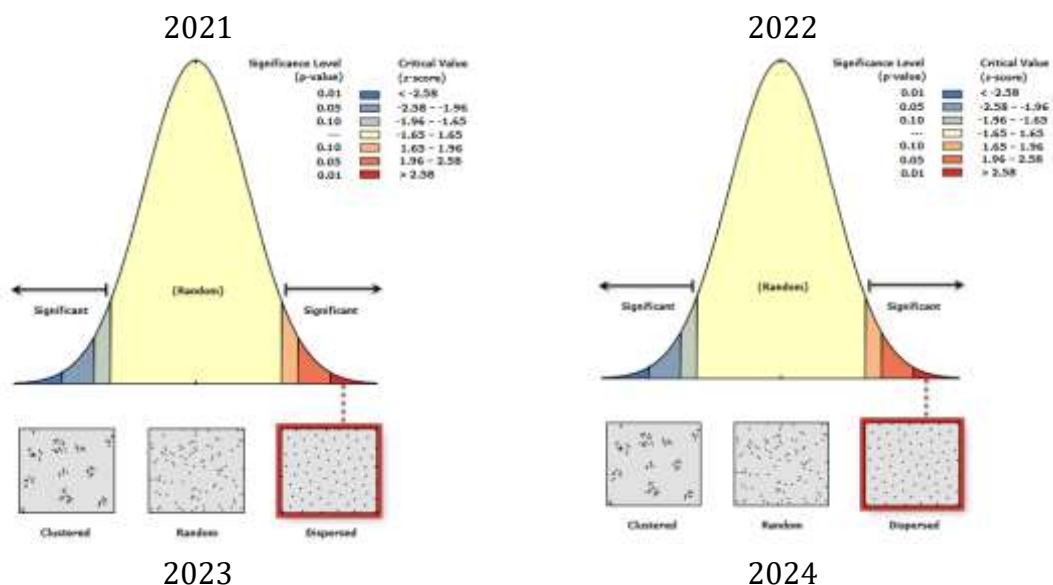 2021
Significance Level (p-value) Critical Value (z-score)
0.01 < -2.58
0.05 -2.58 – -1.96
0.10 -1.96 – -1.65
--- -1.65 – 1.65
0.10 1.65 – 1.96
0.05 1.96 – 2.58
0.01 > 2.58
(Random)
Significant Significant
Clustered Random Dispersed
2022
Significance Level (p-value) Critical Value (z-score)
0.01 < -2.58
0.05 -2.58 – -1.96
0.10 -1.96 – -1.65
--- -1.65 – 1.65
0.10 1.65 – 1.96
0.05 1.96 – 2.58
0.01 > 2.58
(Random)
Significant Significant
Clustered Random Dispersed
2023 2024